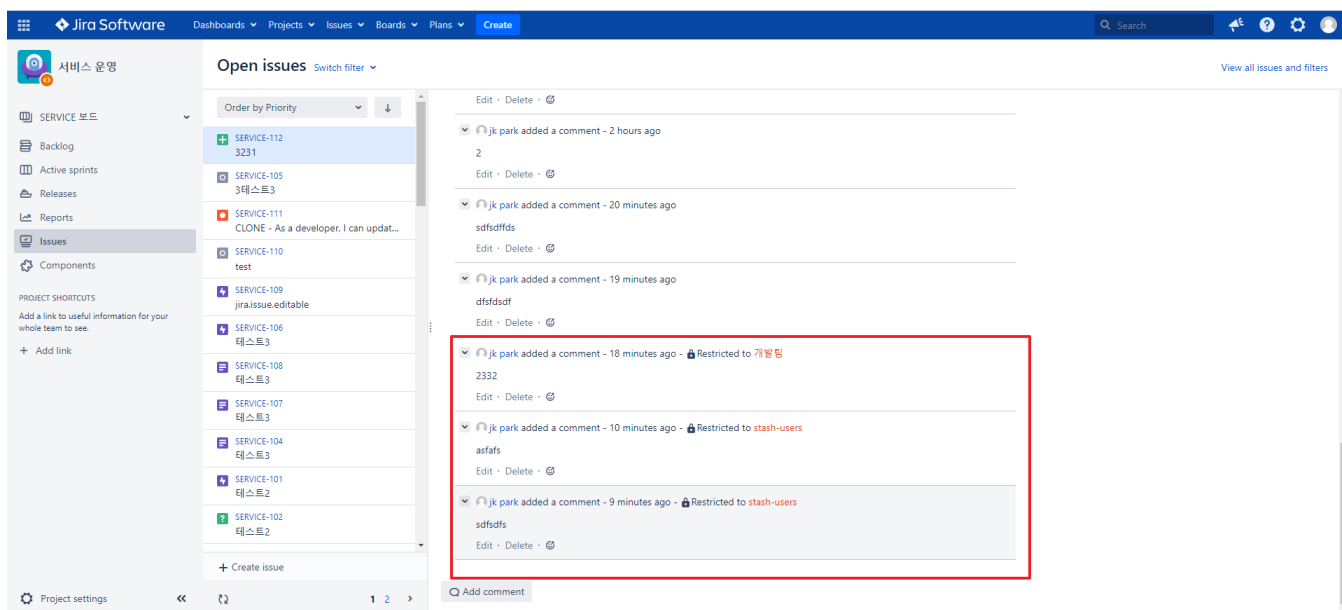 Jira Software Dashboards Projects Issues Boards Plans Create Search
서비스 운영
SERVICE 보드
Backlog
Active sprints
Releases
Reports
Issues
Components
PROJECT SHORTCUTS
Add a link to useful information for your
whole team to see.
+ Add link
Project settings
Open issues Switch filter
View all issues and filters
Order by Priority
SERVICE-112
3231
SERVICE-105
3테스트3
SERVICE-111
CLONE - As a developer, I can updat...
SERVICE-110
test
SERVICE-109
jira.issue.editable
SERVICE-106
테스트3
SERVICE-108
테스트3
SERVICE-107
테스트3
SERVICE-104
테스트3
SERVICE-101
테스트2
SERVICE-102
테스트2
+ Create issue
1 2 >
Edit · Delete ·
jk park added a comment - 2 hours ago
2
Edit · Delete ·
jk park added a comment - 20 minutes ago
sdfsdffds
Edit · Delete ·
jk park added a comment - 19 minutes ago
dfsfdsdf
Edit · Delete ·
jk park added a comment - 18 minutes ago - Restricted to 개발팀
2332
Edit · Delete ·
jk park added a comment - 10 minutes ago - Restricted to stash-users
asfafs
Edit · Delete ·
jk park added a comment - 9 minutes ago - Restricted to stash-users
sdfsdfs
Edit · Delete ·
Add comment